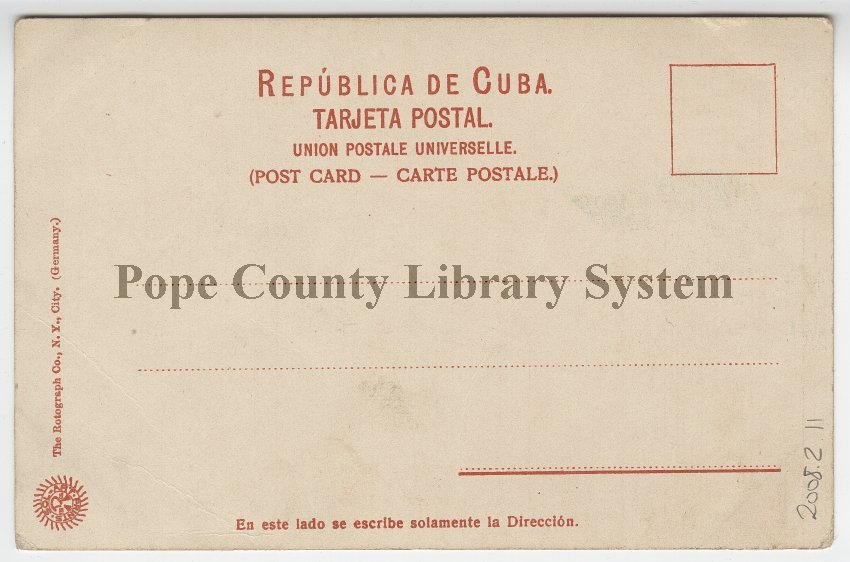 REPÚBLICA DE CUBA.
TARJETA POSTAL.
UNION POSTALE UNIVERSELLE.
(POST CARD — CARTE POSTALE.)
Pope County Library System
The Rotograph Co., N. Y., City. (Germany.)
En este lado se escribe solamente la Dirección.
2008.2.11